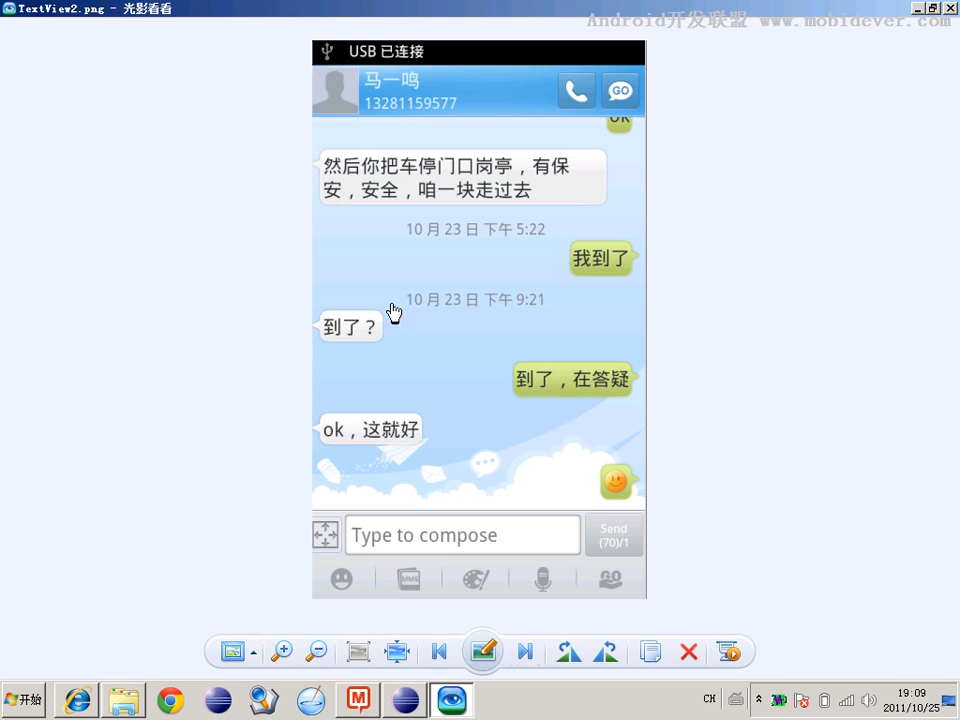 TextView2.png - 光影看看
Android开发联盟 www.mobidever.com
USB 已连接
马一鸣
13281159577
GO
OK
然后你把车停门口岗亭，有保
安，安全，咱一块走过去
10 月 23 日 下午 5:22
我到了
10 月 23 日 下午 9:21
到了？
到了，在答疑
ok，这就好
Type to compose
Send
(70)/1
MMS
GO
开始
CH
19:09
2011/10/25